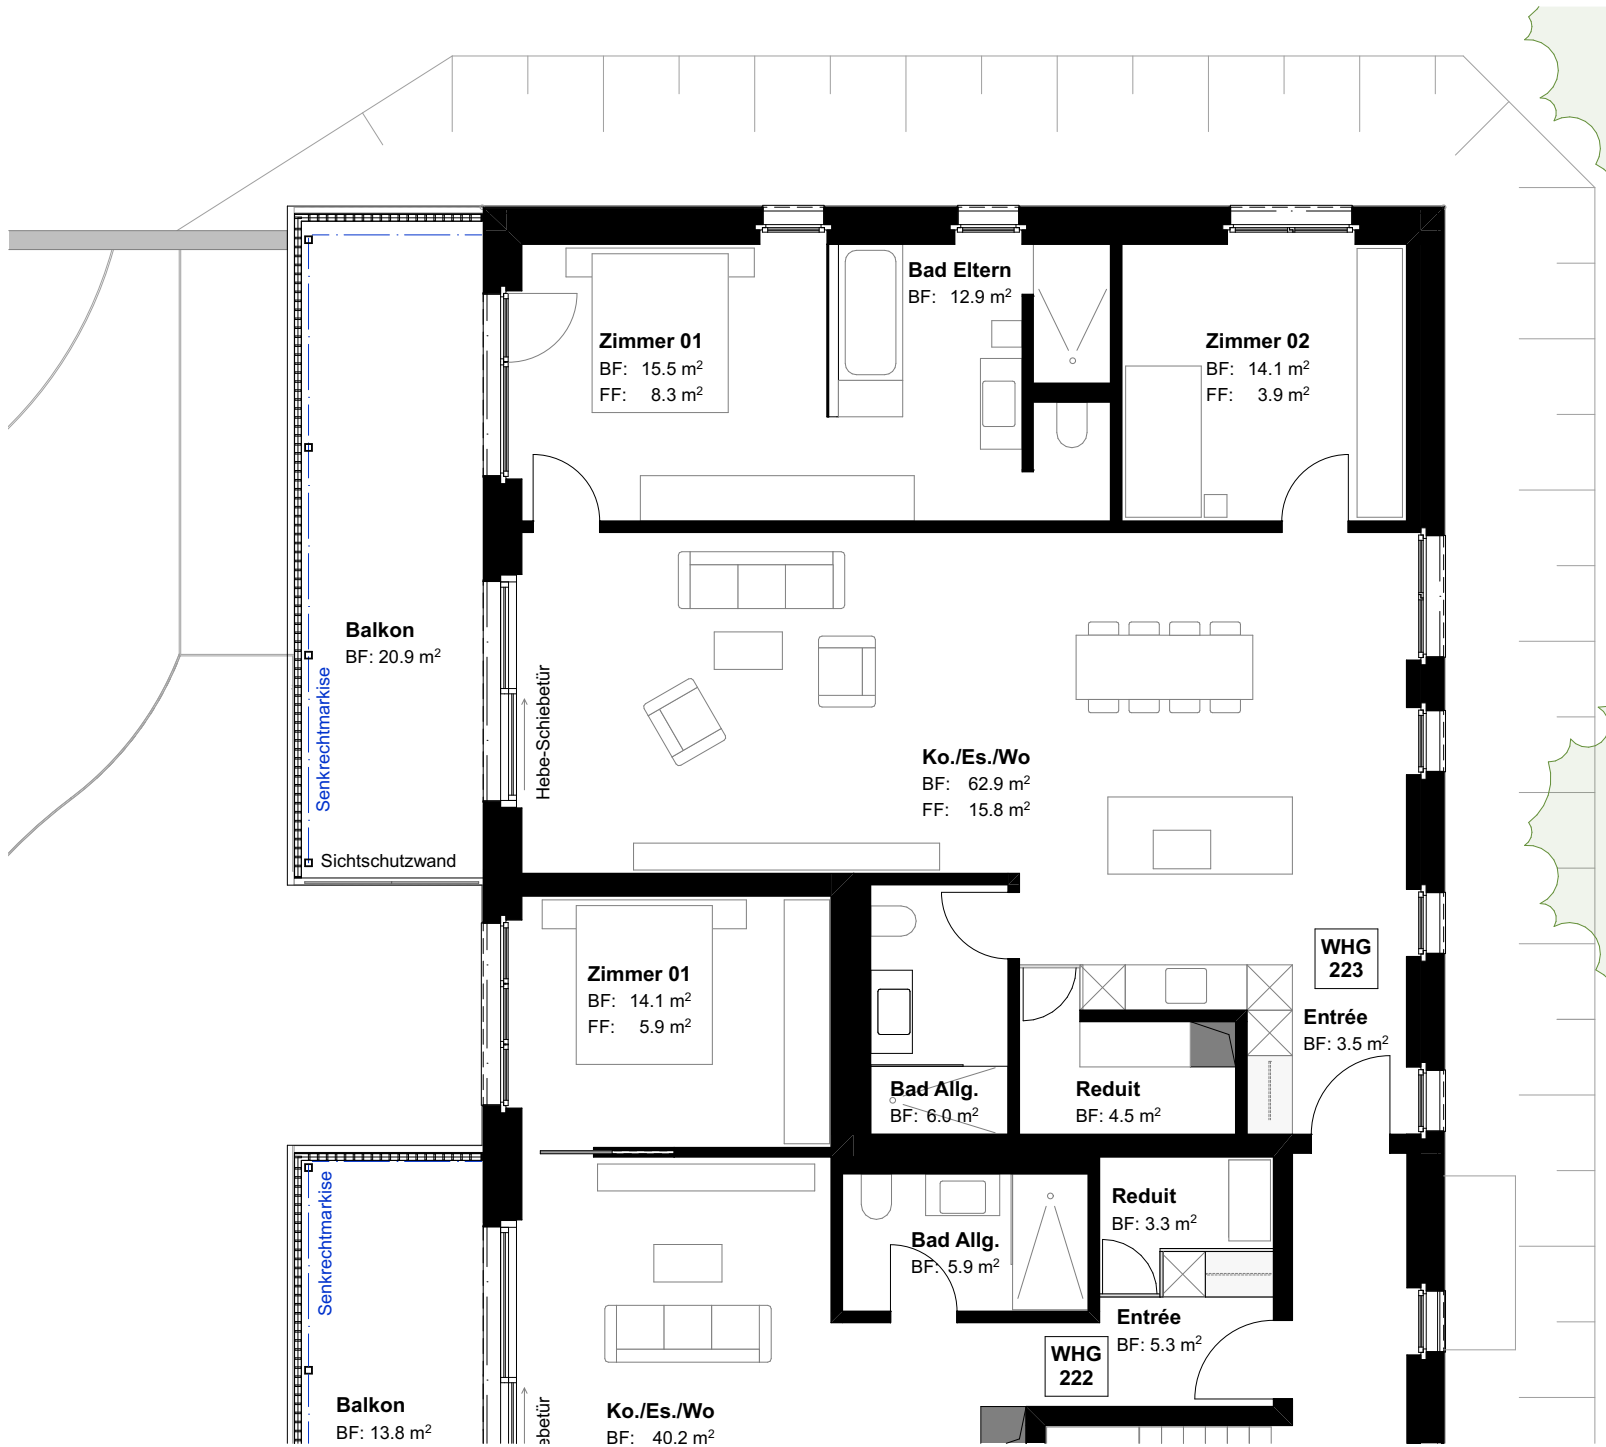 Bad Eltern
BF: 12.9 m²
Zimmer 01
BF: 15.5 m²
FF: 8.3 m²
Zimmer 02
BF: 14.1 m²
FF: 3.9 m²
Balkon
BF: 20.9 m²
Senkrechtmarkise
Hebe-Schiebetür
Sichtschutzwand
Ko./Es./Wo
BF: 62.9 m²
FF: 15.8 m²
WHG
223
Entrée
BF: 3.5 m²
Zimmer 01
BF: 14.1 m²
FF: 5.9 m²
Bad Allg.
BF: 6.0 m²
Reduit
BF: 4.5 m²
Reduit
BF: 3.3 m²
Bad Allg.
BF: 5.9 m²
Entrée
BF: 5.3 m²
WHG
222
Senkrechtmarkise
Balkon
BF: 13.8 m²
ebetür
Ko./Es./Wo
BF: 40.2 m²